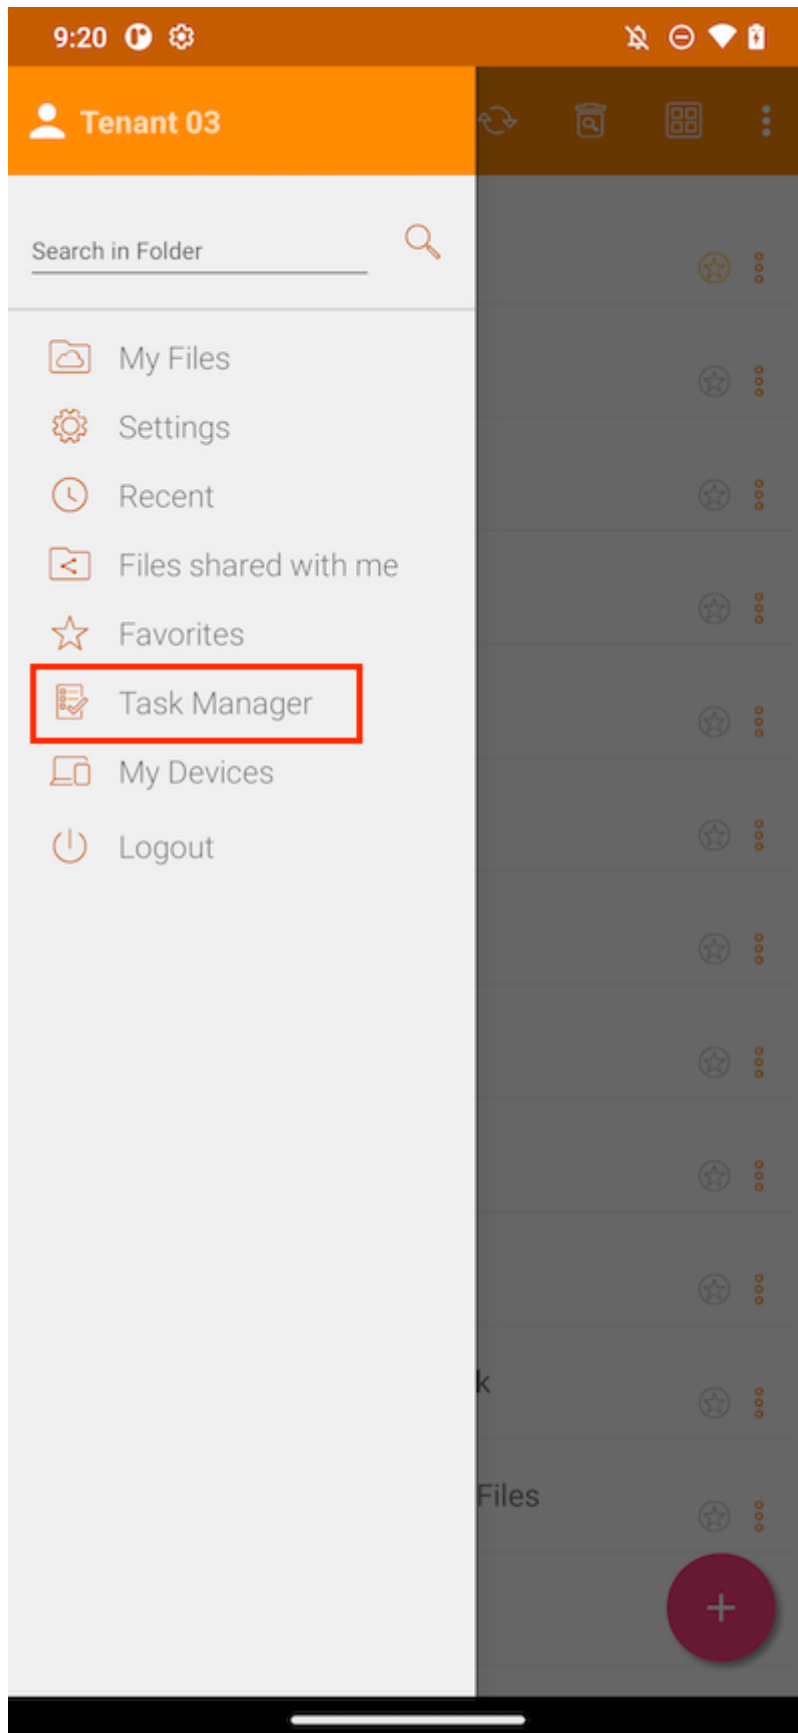 9:20
Tenant 03
Search in Folder
My Files
Settings
Recent
Files shared with me
Favorites
Task Manager
My Devices
Logout
k
Files